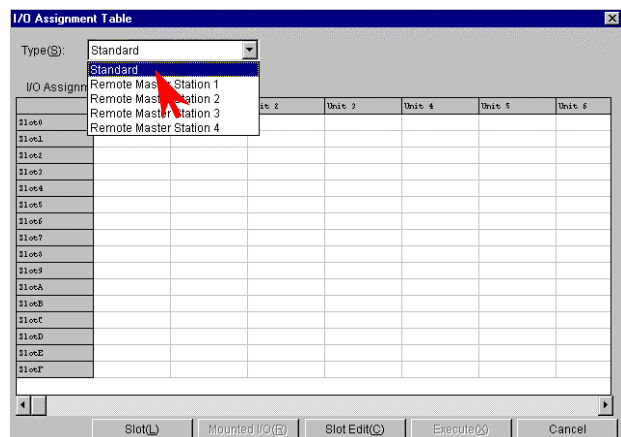 I/O Assignment Table
Type(S): Standard
Standard
Remote Master Station 1
Remote Master Station 2
Remote Master Station 3
Remote Master Station 4
I/O Assignm
Unit 3 Unit 4 Unit 5 Unit 6
Slot0
Slot1
Slot2
Slot3
Slot4
Slot5
Slot6
Slot7
Slot8
Slot9
SlotA
SlotB
SlotC
SlotD
SlotE
SlotF
Slot(L) Mounted I/O(R) Slot Edit(C) Execute(X) Cancel